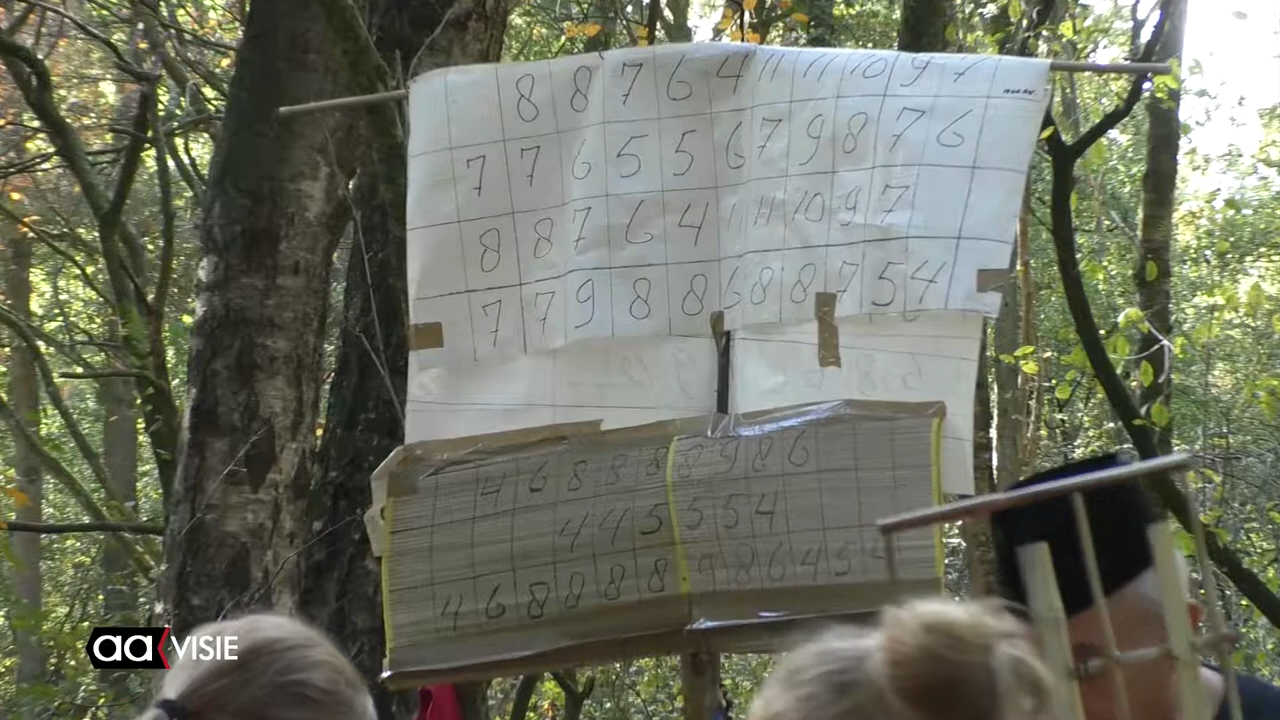 8 8 7 6 4 11 11 10 9 7
7 7 6 5 5 6 7 9 8 7 6
8 8 7 6 4 11 11 10 9 7
7 7 9 8 8 6 8 8 7 5 4
4 6 8 8 8 8 9 8 6
4 4 5 5 5 4
4 6 8 8 8 8 9 8 6 4 5 4
aa VISIE